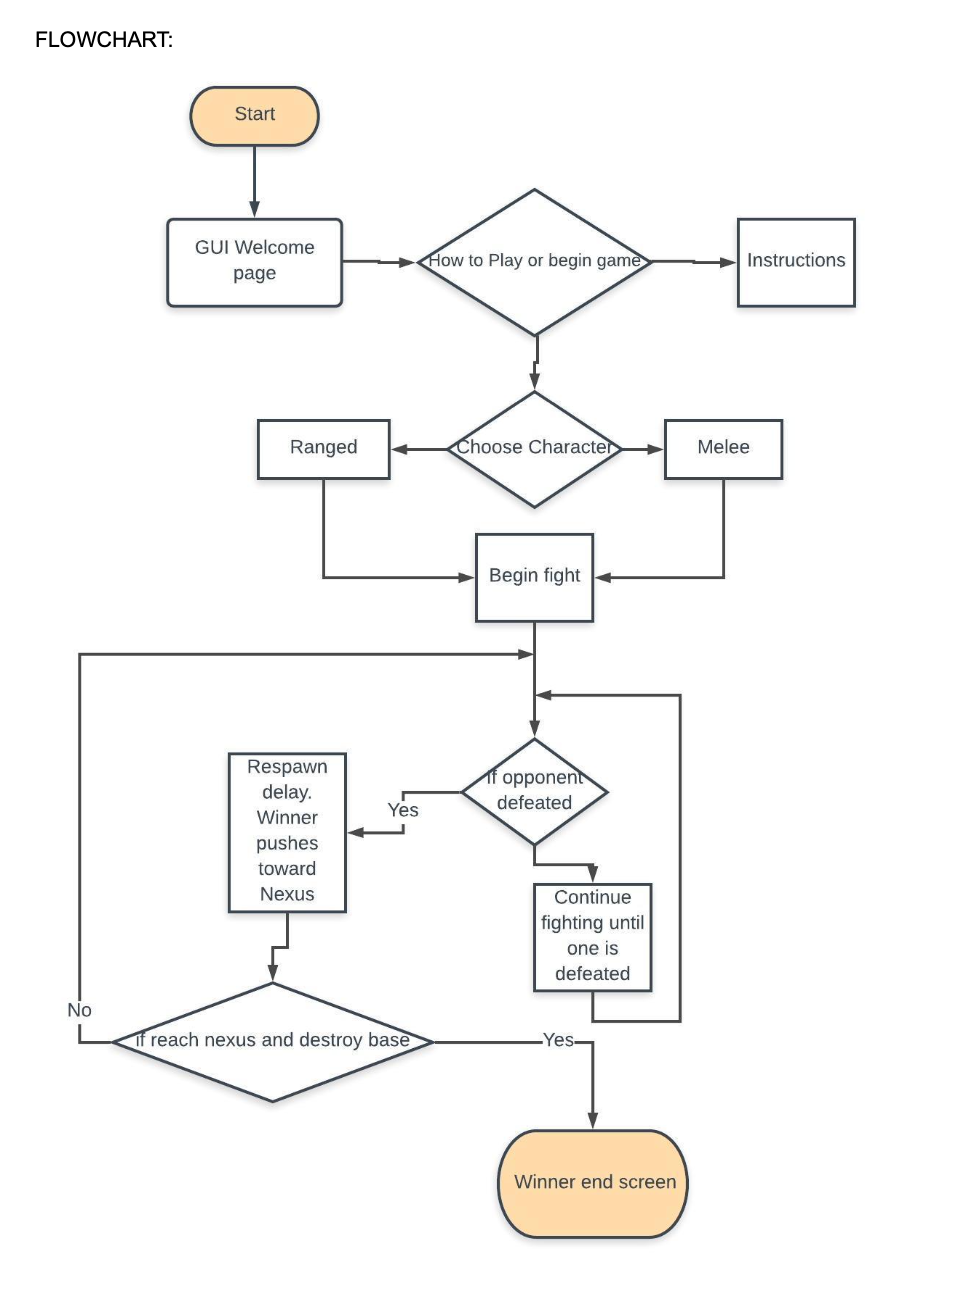 FLOWCHART:
Start
GUI Welcome
page
How to Play or begin game
Instructions
Ranged
Choose Character
Melee
Begin fight
If opponent
defeated
Yes
Respawn
delay.
Winner
pushes
toward
Nexus
Continue
fighting until
one is
defeated
No
if reach nexus and destroy base
Yes
Winner end screen